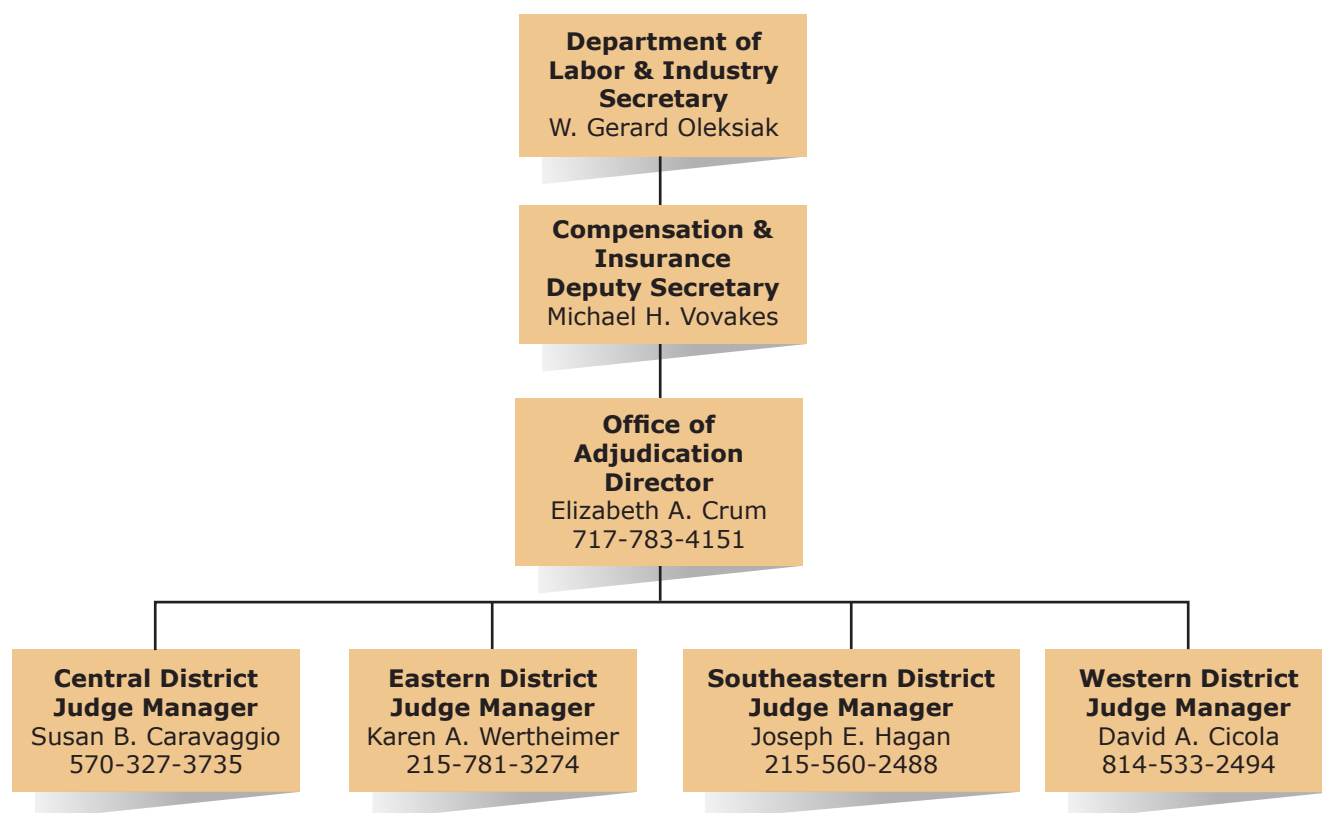 Department of
Labor & Industry
Secretary
W. Gerard Oleksiak
Compensation &
Insurance
Deputy Secretary
Michael H. Vovakes
Office of
Adjudication
Director
Elizabeth A. Crum
717-783-4151
Central District
Judge Manager
Susan B. Caravaggio
570-327-3735
Eastern District
Judge Manager
Karen A. Wertheimer
215-781-3274
Southeastern District
Judge Manager
Joseph E. Hagan
215-560-2488
Western District
Judge Manager
David A. Cicola
814-533-2494